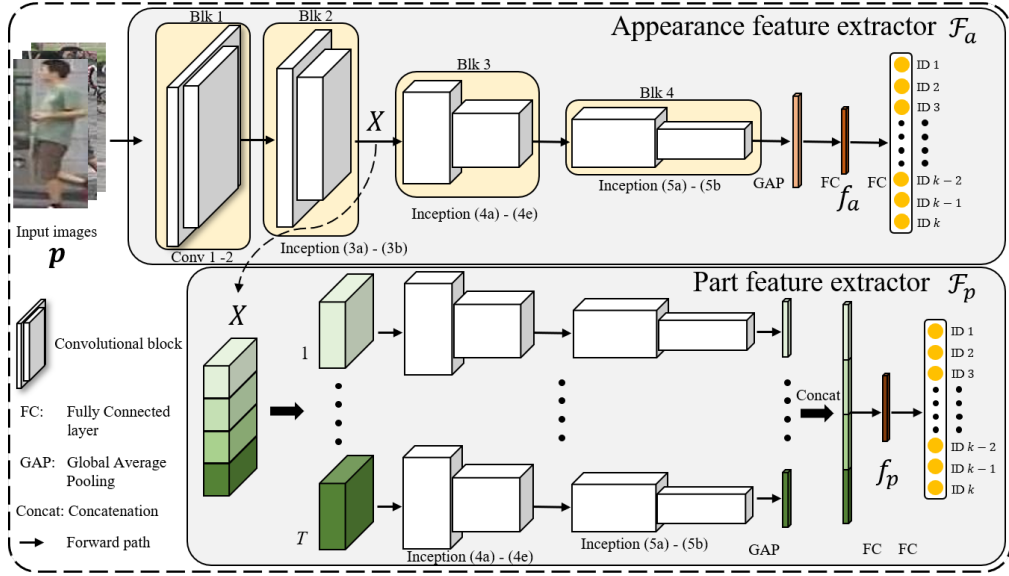 Appearance feature extractor ℱₐ
Blk 1
Blk 2
Blk 3
Blk 4
X
Input images
p
Conv 1 -2
Inception (3a) - (3b)
Inception (4a) - (4e)
Inception (5a) - (5b
GAP
FC
fₐ
FC
ID 1
ID 2
ID 3
ID k − 2
ID k − 1
ID k
Part feature extractor ℱₚ
X
1
T
Inception (4a) - (4e)
Inception (5a) - (5b)
GAP
Concat
fₚ
FC
FC
ID 1
ID 2
ID 3
ID k − 2
ID k − 1
ID k
Convolutional block
FC: Fully Connected
layer
GAP: Global Average
Pooling
Concat: Concatenation
Forward path